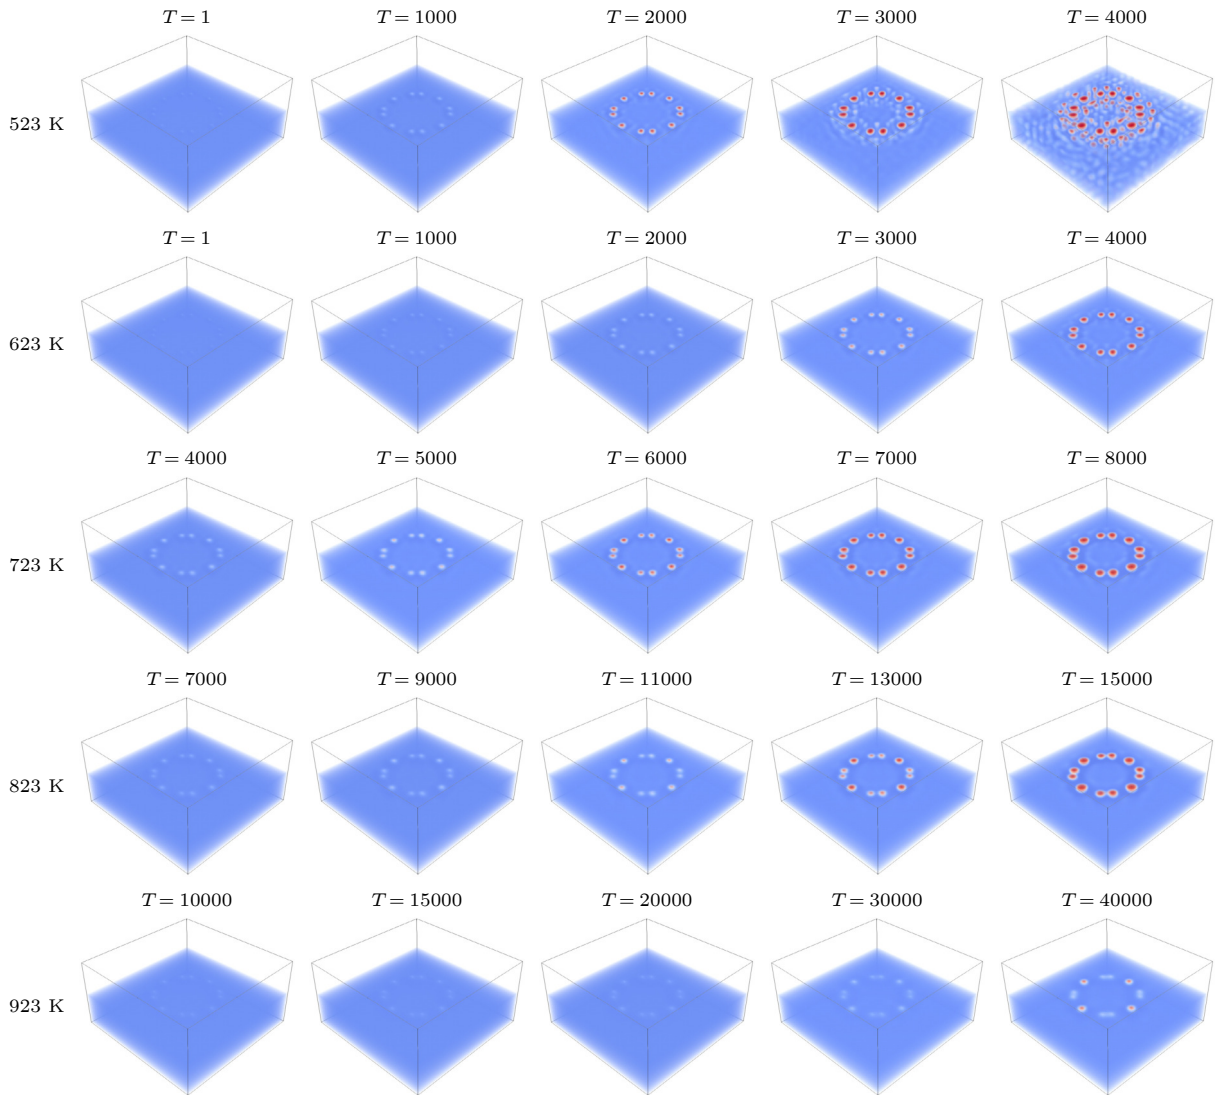 T = 1 T = 1000 T = 2000 T = 3000 T = 4000
523 K
T = 1 T = 1000 T = 2000 T = 3000 T = 4000
623 K
T = 4000 T = 5000 T = 6000 T = 7000 T = 8000
723 K
T = 7000 T = 9000 T = 11000 T = 13000 T = 15000
823 K
T = 10000 T = 15000 T = 20000 T = 30000 T = 40000
923 K